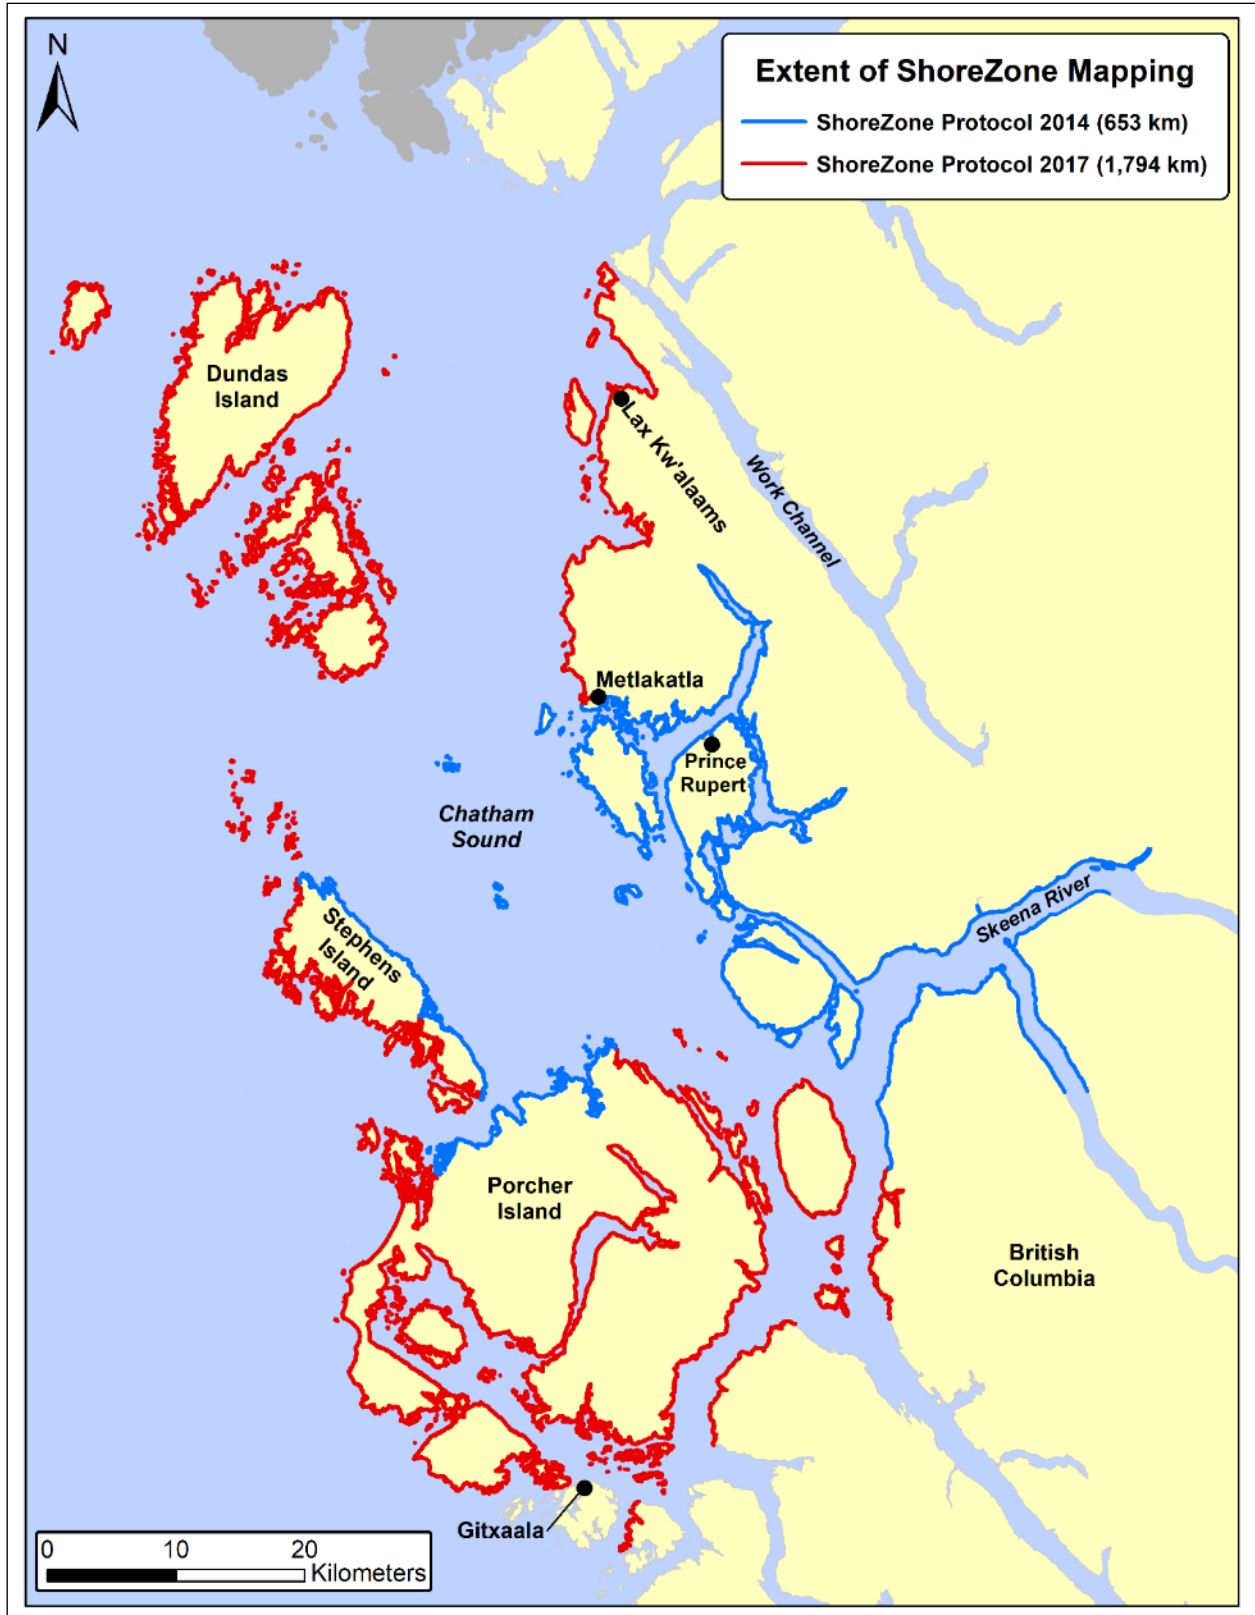 N
Extent of ShoreZone Mapping
ShoreZone Protocol 2014 (653 km)
ShoreZone Protocol 2017 (1,794 km)
Dundas
Island
Lax Kw'alaams
Work Channel
Metlakatla
Prince
Rupert
Chatham
Sound
Skeena River
Stephens
Island
Porcher
Island
British
Columbia
Gitxaala
0 10 20
Kilometers